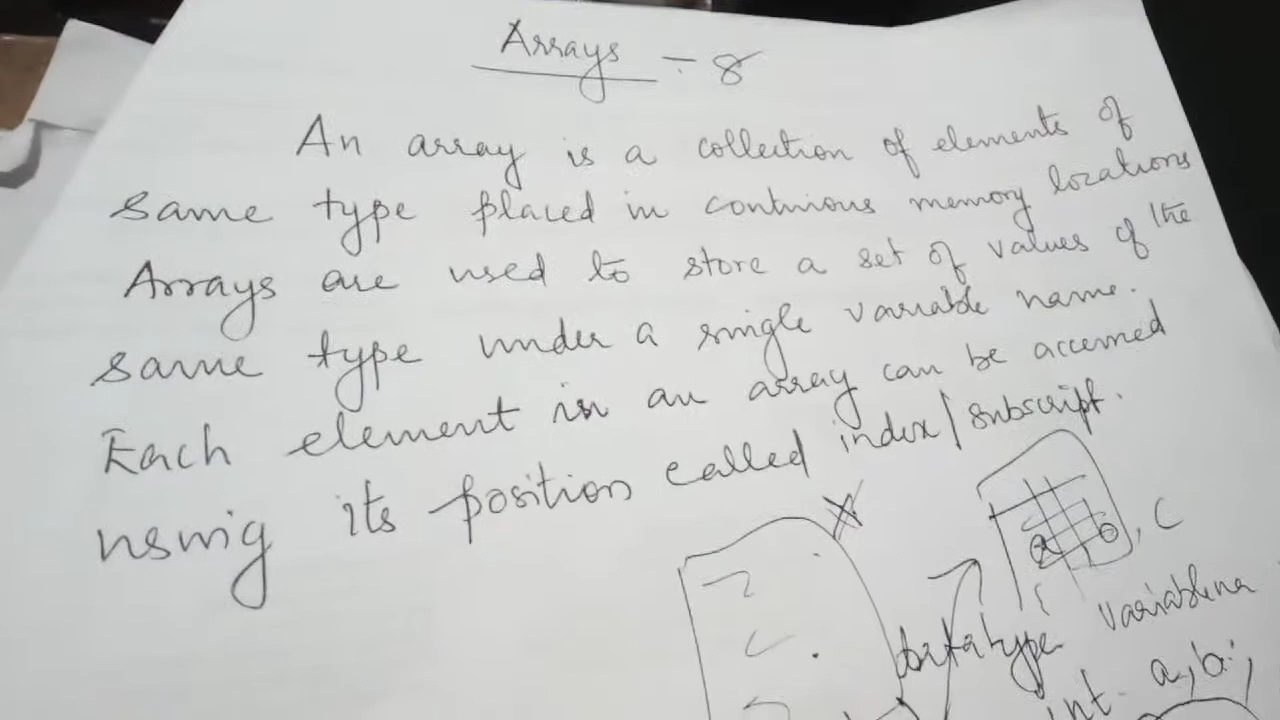 Arrays :- 8
An array is a collection of elements of
same type placed in continious memory locations
Arrays are used to store a set of values of the
same type under a single variable name.
Each element in an array can be accessed
using its position called index/subscript.
, C
datatype variablena
int a,b;